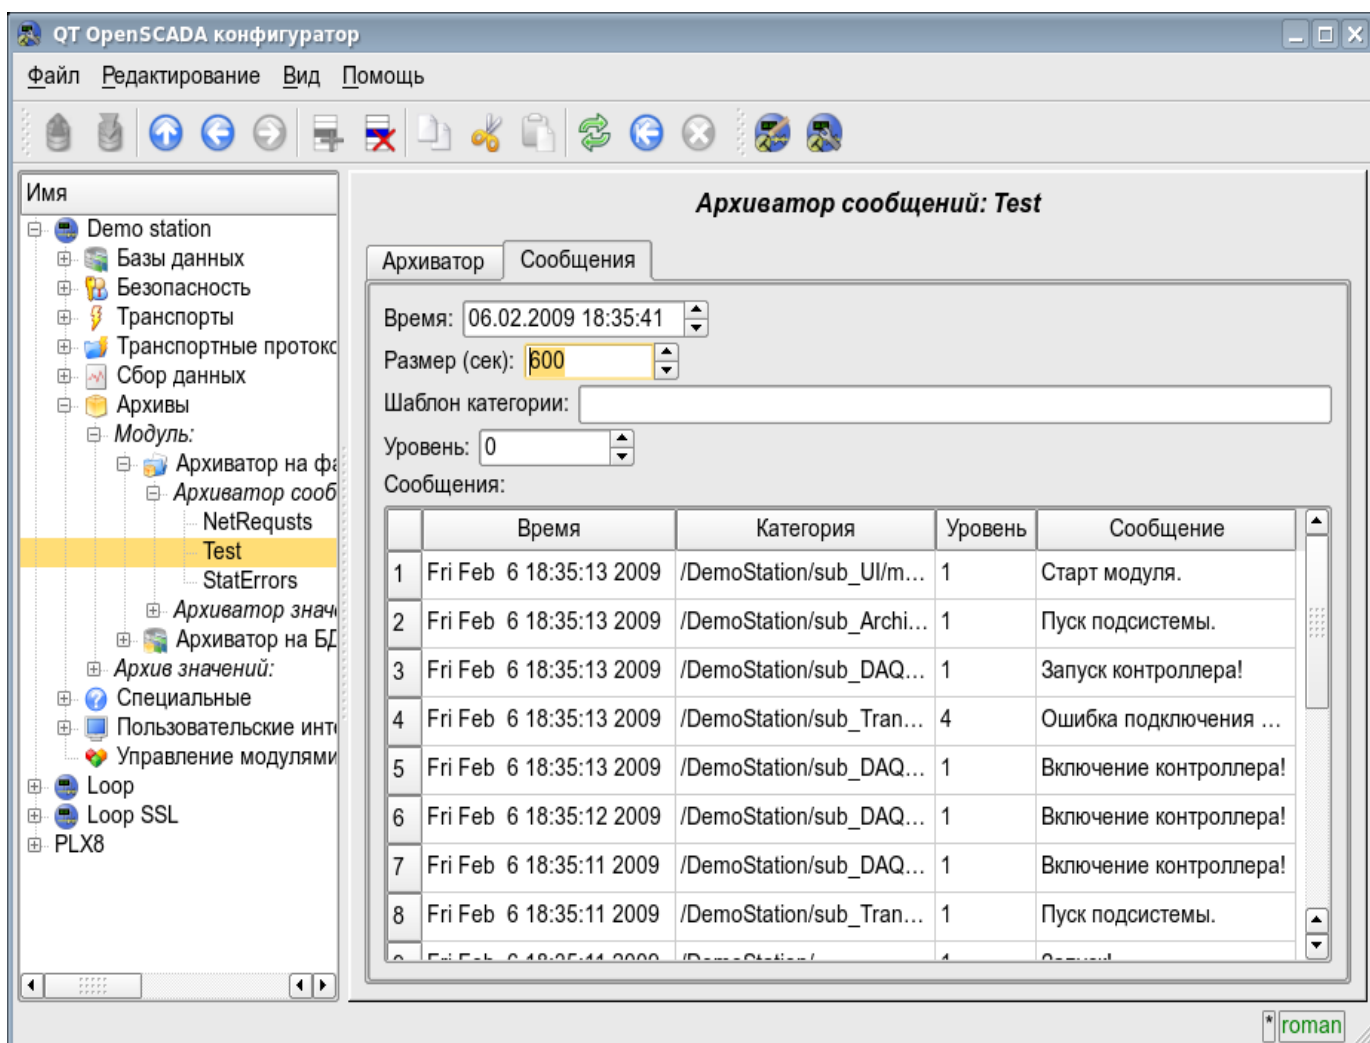 QT OpenSCADA конфигуратор
Файл Редактирование Вид Помощь
Имя
Demo station
Базы данных
Безопасность
Транспорты
Транспортные протокс
Сбор данных
Архивы
Модуль:
Архиватор на фа
Архиватор сооб
NetRequsts
Test
StatErrors
Архиватор знач
Архиватор на БД
Архив значений:
Специальные
Пользовательские инт
Управление модулями
Loop
Loop SSL
PLX8
Архиватор сообщений: Test
Архиватор Сообщения
Время: 06.02.2009 18:35:41
Размер (сек): 600
Шаблон категории:
Уровень: 0
Сообщения:
Время Категория Уровень Сообщение
1 Fri Feb 6 18:35:13 2009 /DemoStation/sub_UI/m... 1 Старт модуля.
2 Fri Feb 6 18:35:13 2009 /DemoStation/sub_Archi... 1 Пуск подсистемы.
3 Fri Feb 6 18:35:13 2009 /DemoStation/sub_DAQ... 1 Запуск контроллера!
4 Fri Feb 6 18:35:13 2009 /DemoStation/sub_Tran... 4 Ошибка подключения ...
5 Fri Feb 6 18:35:13 2009 /DemoStation/sub_DAQ... 1 Включение контроллера!
6 Fri Feb 6 18:35:12 2009 /DemoStation/sub_DAQ... 1 Включение контроллера!
7 Fri Feb 6 18:35:11 2009 /DemoStation/sub_DAQ... 1 Включение контроллера!
8 Fri Feb 6 18:35:11 2009 /DemoStation/sub_Tran... 1 Пуск подсистемы.
* roman